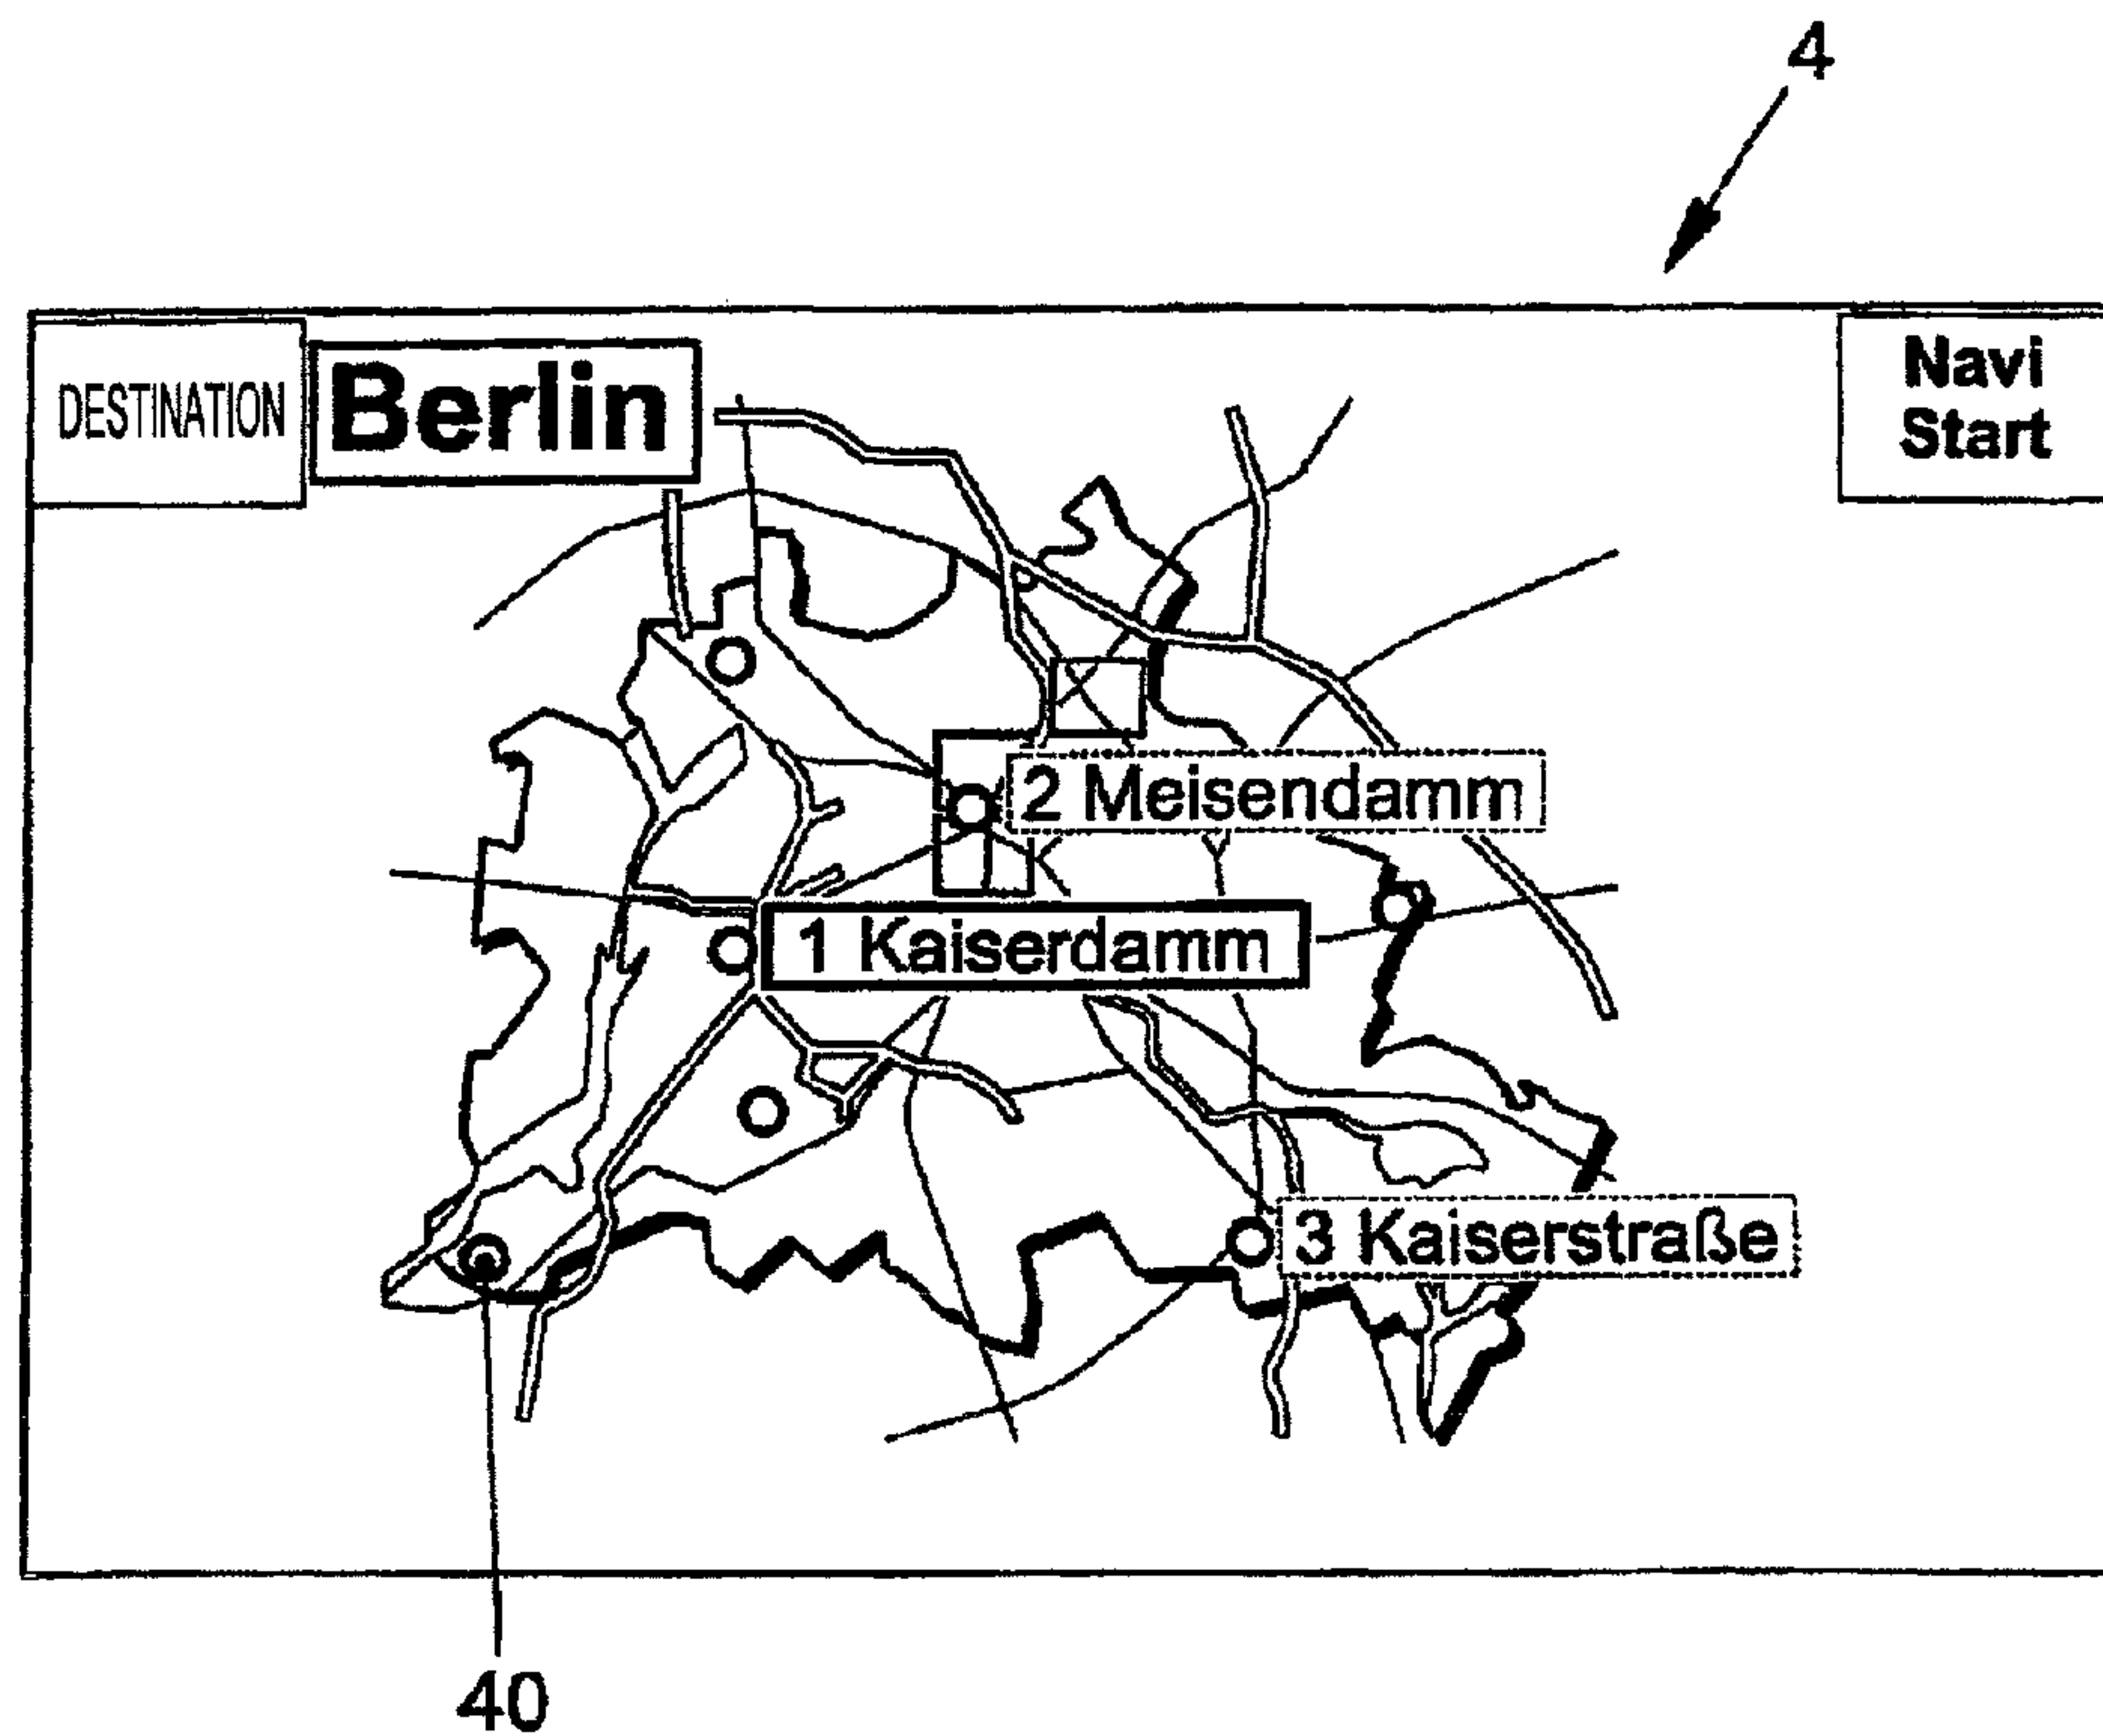 4
DESTINATION
Berlin
Navi
Start
2 Meisendamm
1 Kaiserdamm
3 Kaiserstraße
40